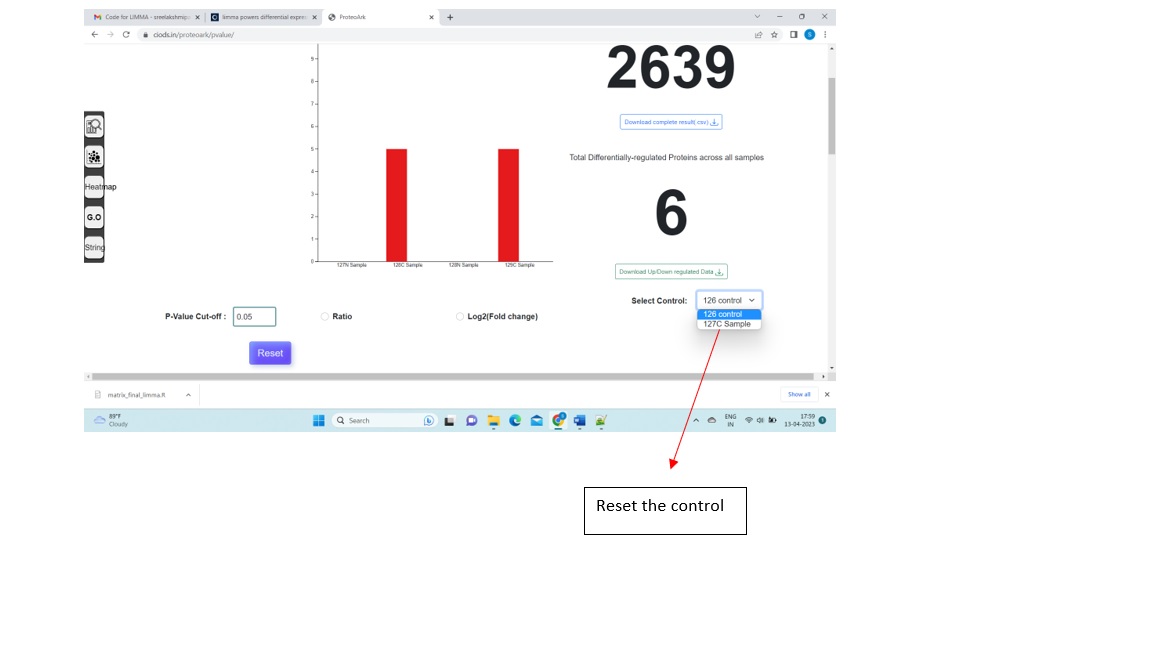 Code for LIMMA - sreelakshmip
limma powers differential expres
ProteoArk
ciods.in/proteoark/pvalue/
S
2639
Download complete result(.csv)
Total Differentially-regulated Proteins across all samples
6
Download Up/Down regulated Data
Select Control:
126 control
126 control
127C Sample
9
8
7
6
5
4
3
2
1
0
127N Sample
128C Sample
128N Sample
129C Sample
Heatmap
G.O
String
P-Value Cut-off :
0.05
Ratio
Log2(Fold change)
Reset
matrix_final_limma.R
Show all
89°F
Cloudy
Search
ENG
IN
17:59
13-04-2023
Reset the control